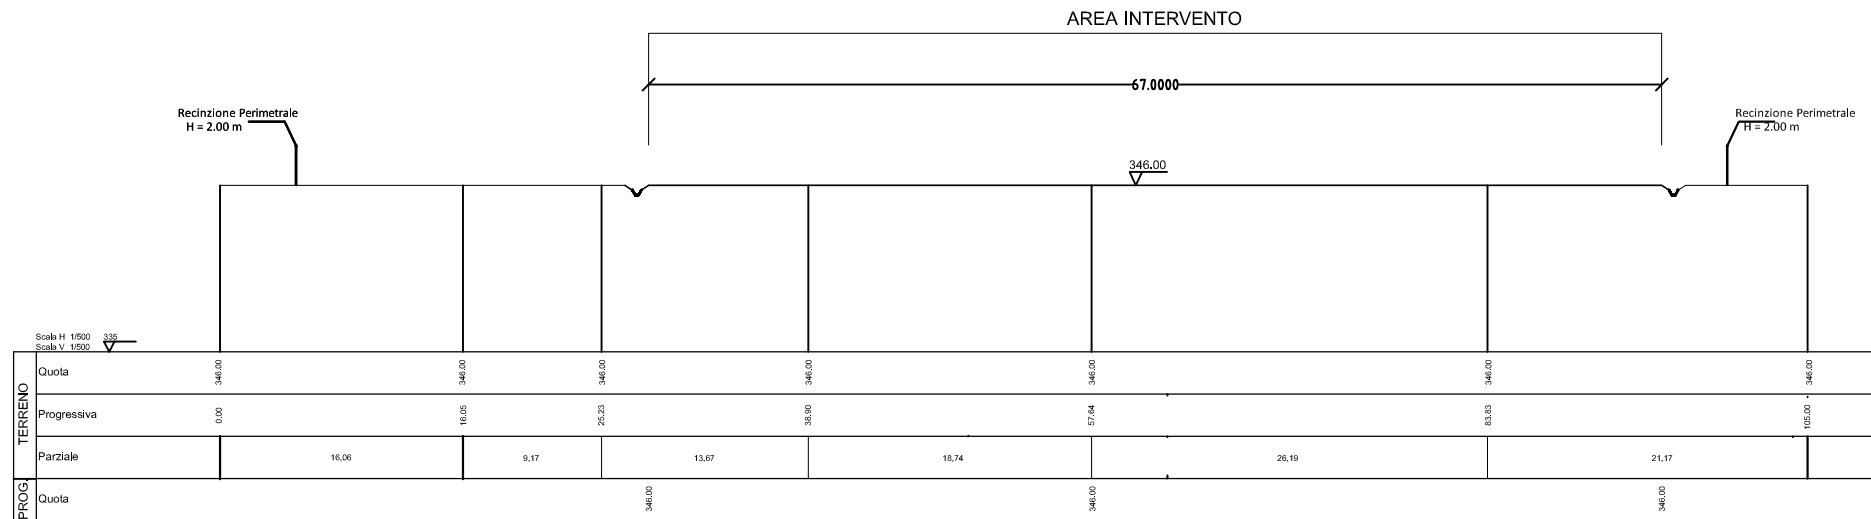 AREA INTERVENTO
67.0000
Recinzione Perimetrale
H = 2.00 m
Recinzione Perimetrale
H = 2.00 m
346.00
Scala H 1/500
Scala V 1/500
335
TERRENO
Quota
346.00
346.00
346.00
346.00
346.00
346.00
346.00
Progressiva
0.00
16.05
25.23
38.90
57.64
83.83
105.00
Parziale
16,06
9,17
13,67
18,74
26,19
21,17
PROG.
Quota
346.00
346.00
346.00